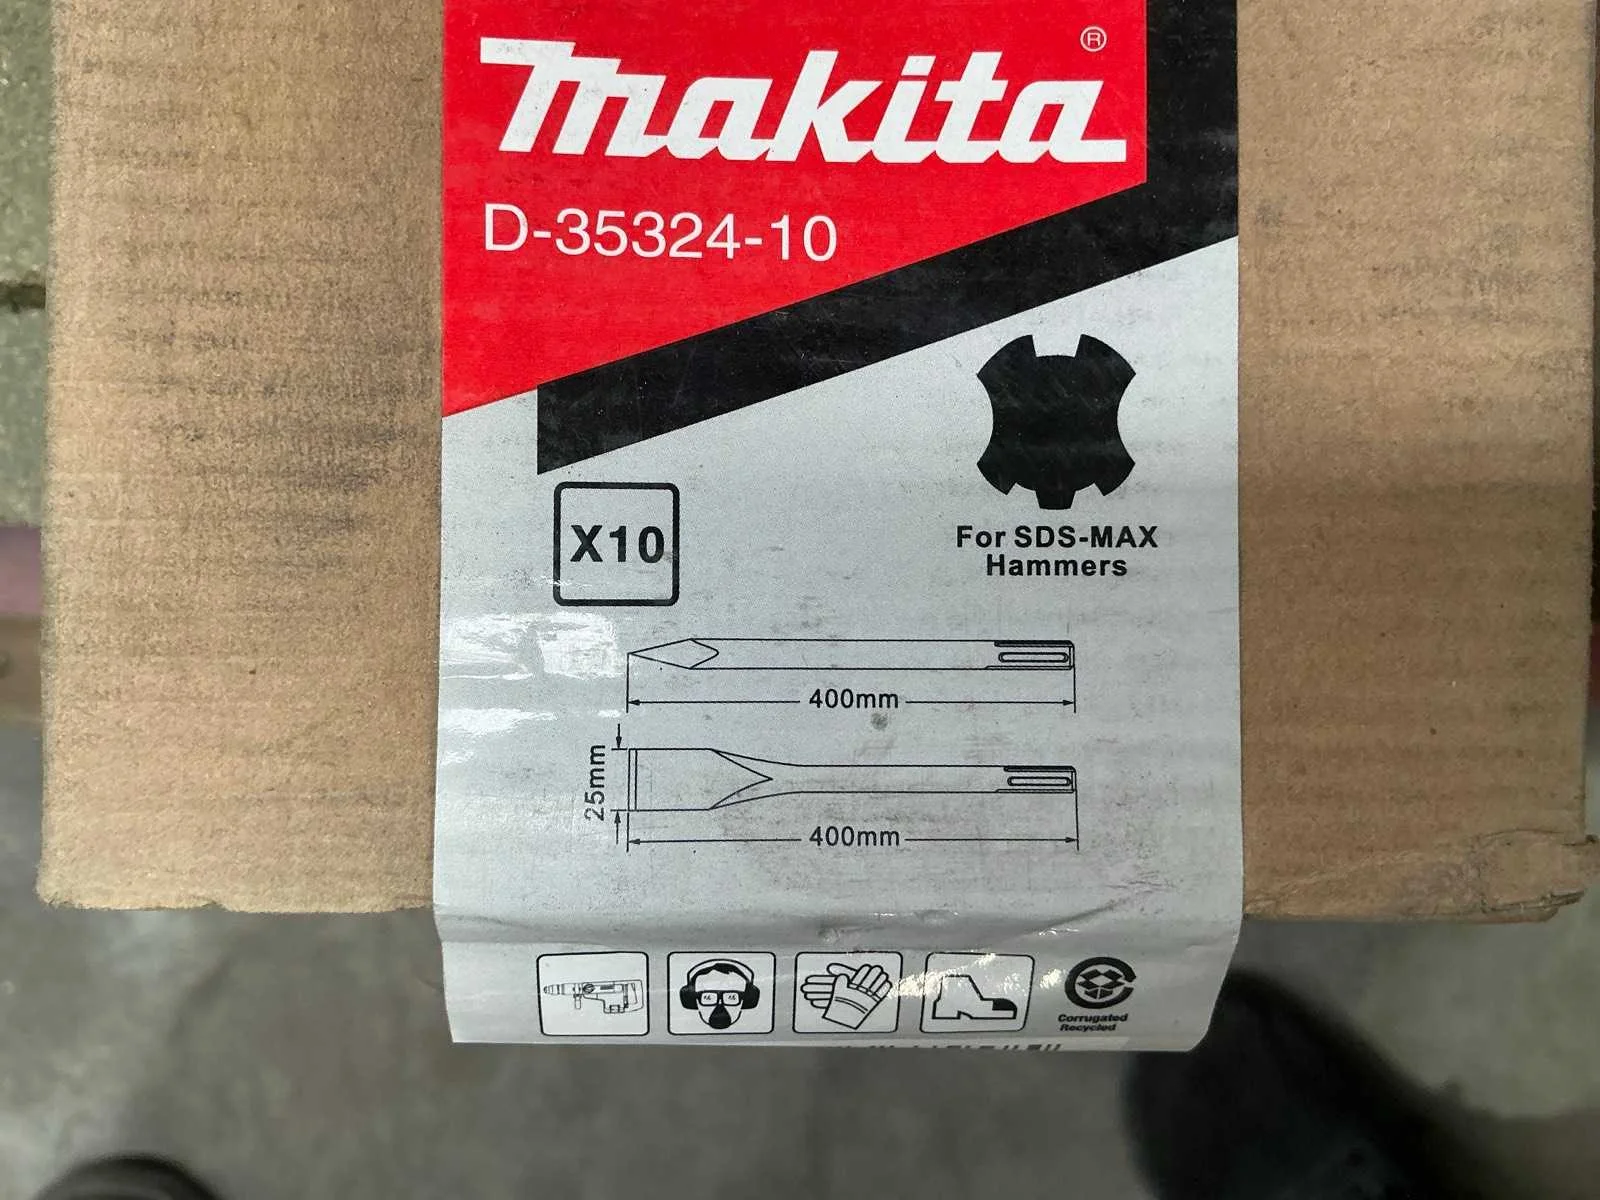 makita®
D-35324-10
X10
For SDS-MAX
Hammers
400mm
25mm
400mm
Corrugated
Recycled